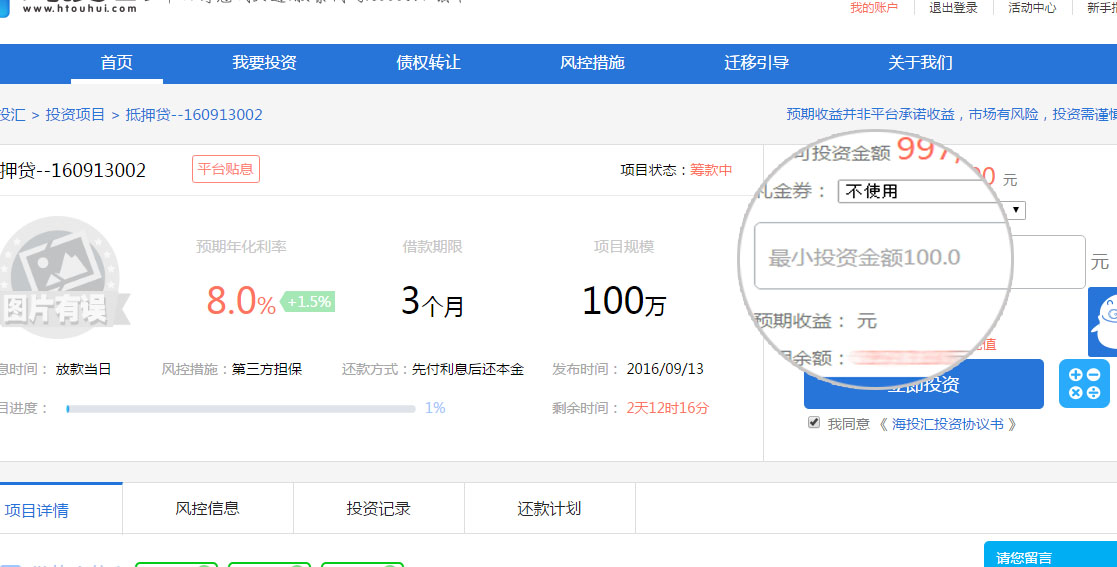 www.htouhui.com
我的账户 退出登录 活动中心 新手指
首页 我要投资 债权转让 风控措施 迁移引导 关于我们
投汇 > 投资项目 > 抵押贷--160913002
预期收益并非平台承诺收益，市场有风险，投资需谨慎
押贷--160913002 平台贴息 项目状态：筹款中
可投资金额 997, 00 元
礼金券： 不使用
最小投资金额100.0 元
预期收益： 元
余额： 充值
立即投资
我同意 《 海投汇投资协议书 》
图片有误
预期年化利率 借款期限 项目规模
8.0% +1.5% 3个月 100万
息时间： 放款当日 风控措施：第三方担保 还款方式：先付利息后还本金 发布时间： 2016/09/13
目进度： 1% 剩余时间： 2天12时16分
项目详情 风控信息 投资记录 还款计划
请您留言